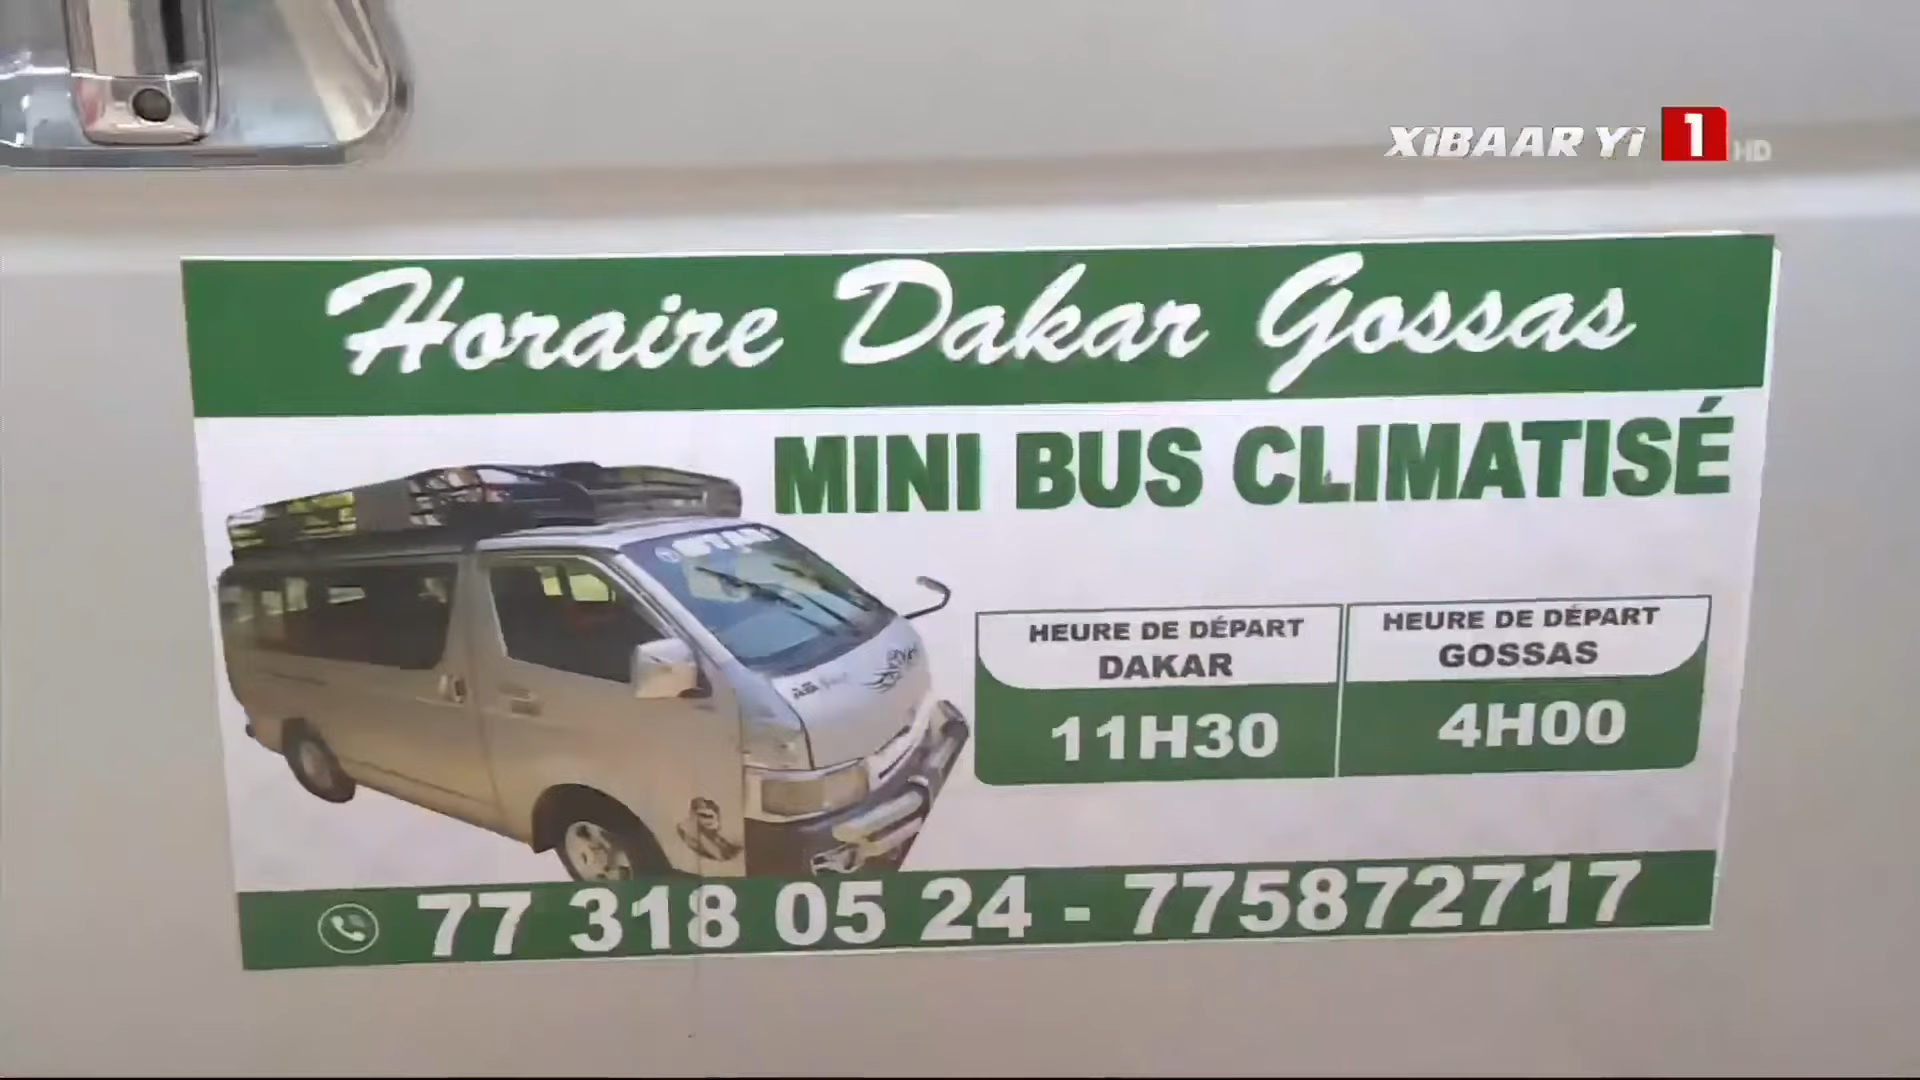 XiBAAR Yi 1 HD
Horaire Dakar Gossas
MINI BUS CLIMATISÉ
HEURE DE DÉPART
DAKAR
11H30
HEURE DE DÉPART
GOSSAS
4H00
77 318 05 24 - 775872717